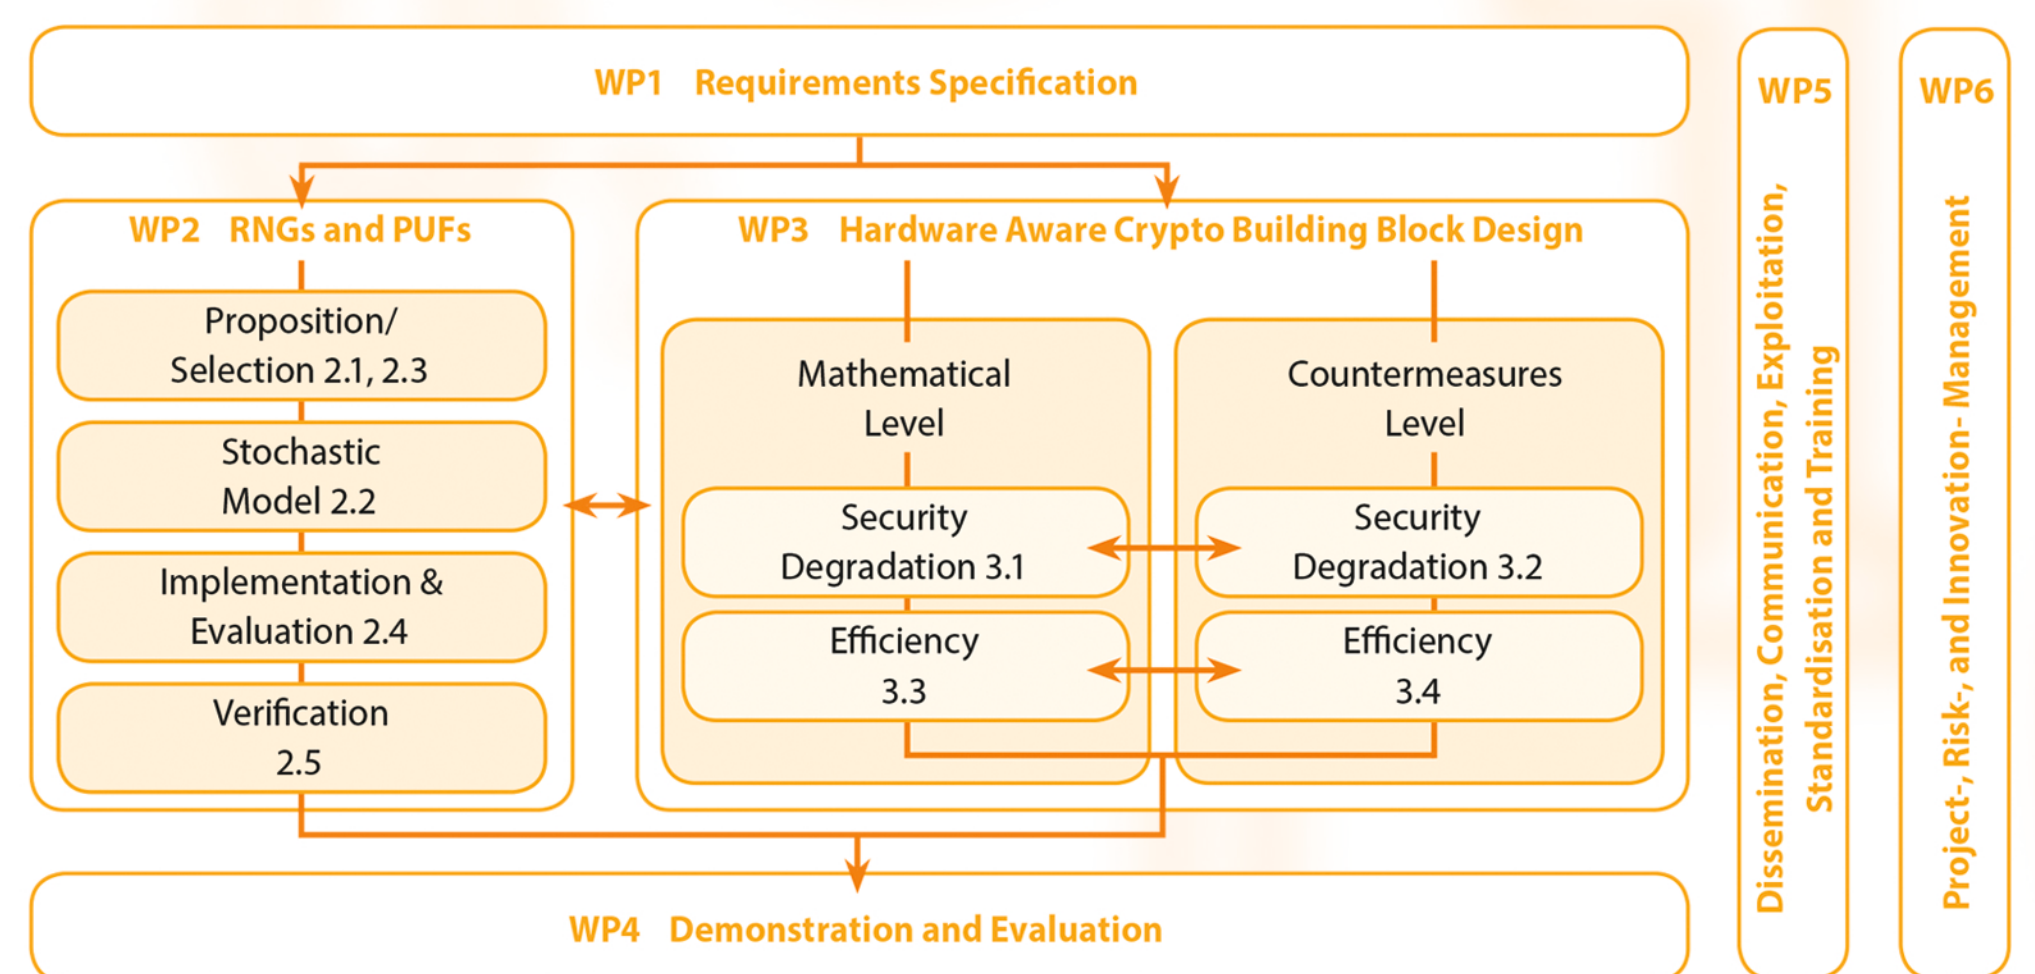 WP1 Requirements Specification
WP2 RNGs and PUFs
Proposition/
Selection 2.1, 2.3
Stochastic
Model 2.2
Implementation &
Evaluation 2.4
Verification
2.5
WP3 Hardware Aware Crypto Building Block Design
Mathematical
Level
Security
Degradation 3.1
Efficiency
3.3
Countermeasures
Level
Security
Degradation 3.2
Efficiency
3.4
WP4 Demonstration and Evaluation
WP5
Dissemination, Communication, Exploitation,
Standardisation and Training
WP6
Project-, Risk-, and Innovation- Management